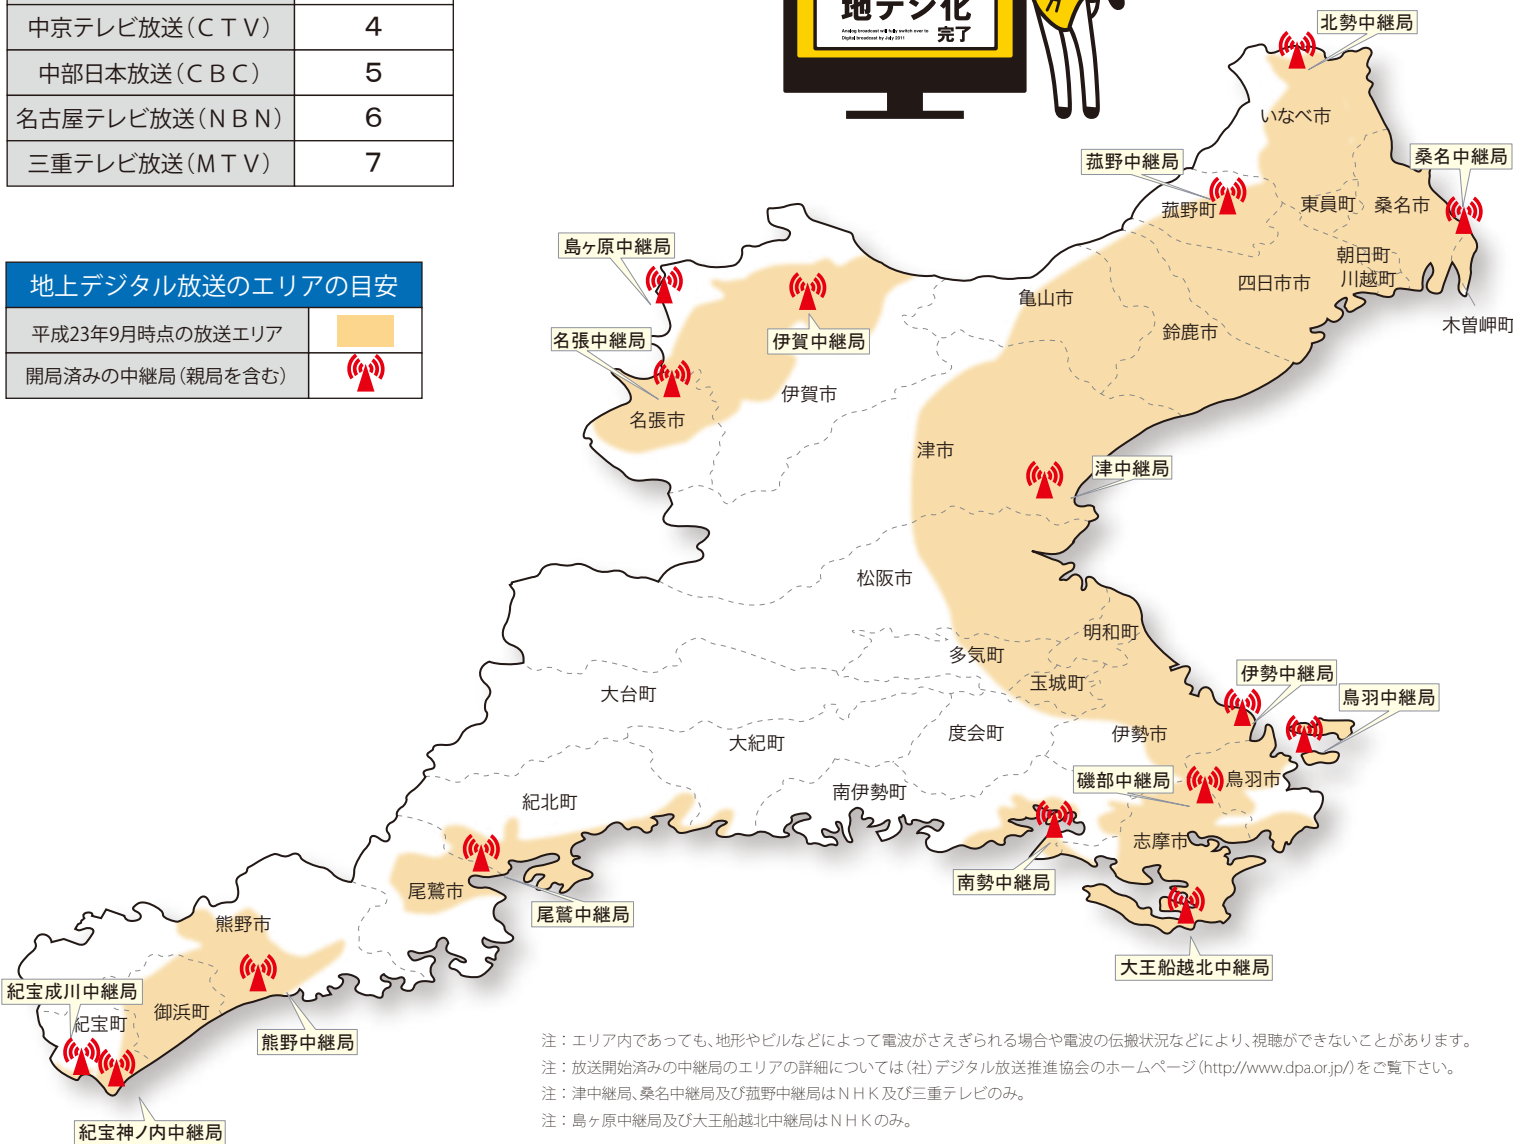 地デジ化
Analog broadcast will fully switch over to
Digital broadcast by July 2011
完了
中京テレビ放送(CTV) 4
中部日本放送(CBC) 5
名古屋テレビ放送(NBN) 6
三重テレビ放送(MTV) 7
地上デジタル放送のエリアの目安
平成23年9月時点の放送エリア
開局済みの中継局(親局を含む)
北勢中継局
いなべ市
菰野中継局
桑名中継局
菰野町
東員町
桑名市
島ヶ原中継局
朝日町
川越町
四日市市
亀山市
木曽岬町
鈴鹿市
名張中継局
伊賀中継局
伊賀市
名張市
津市
津中継局
松阪市
明和町
多気町
玉城町
伊勢中継局
鳥羽中継局
大台町
大紀町
度会町
伊勢市
磯部中継局
鳥羽市
南伊勢町
紀北町
志摩市
南勢中継局
尾鷲市
尾鷲中継局
熊野市
大王船越北中継局
紀宝成川中継局
御浜町
紀宝町
熊野中継局
紀宝神ノ内中継局
注：エリア内であっても、地形やビルなどによって電波がさえぎられる場合や電波の伝搬状況などにより、視聴ができないことがあります。
注：放送開始済みの中継局のエリアの詳細については(社)デジタル放送推進協会のホームページ(http://www.dpa.or.jp/)をご覧下さい。
注：津中継局、桑名中継局及び菰野中継局はNHK及び三重テレビのみ。
注：島ヶ原中継局及び大王船越北中継局はNHKのみ。